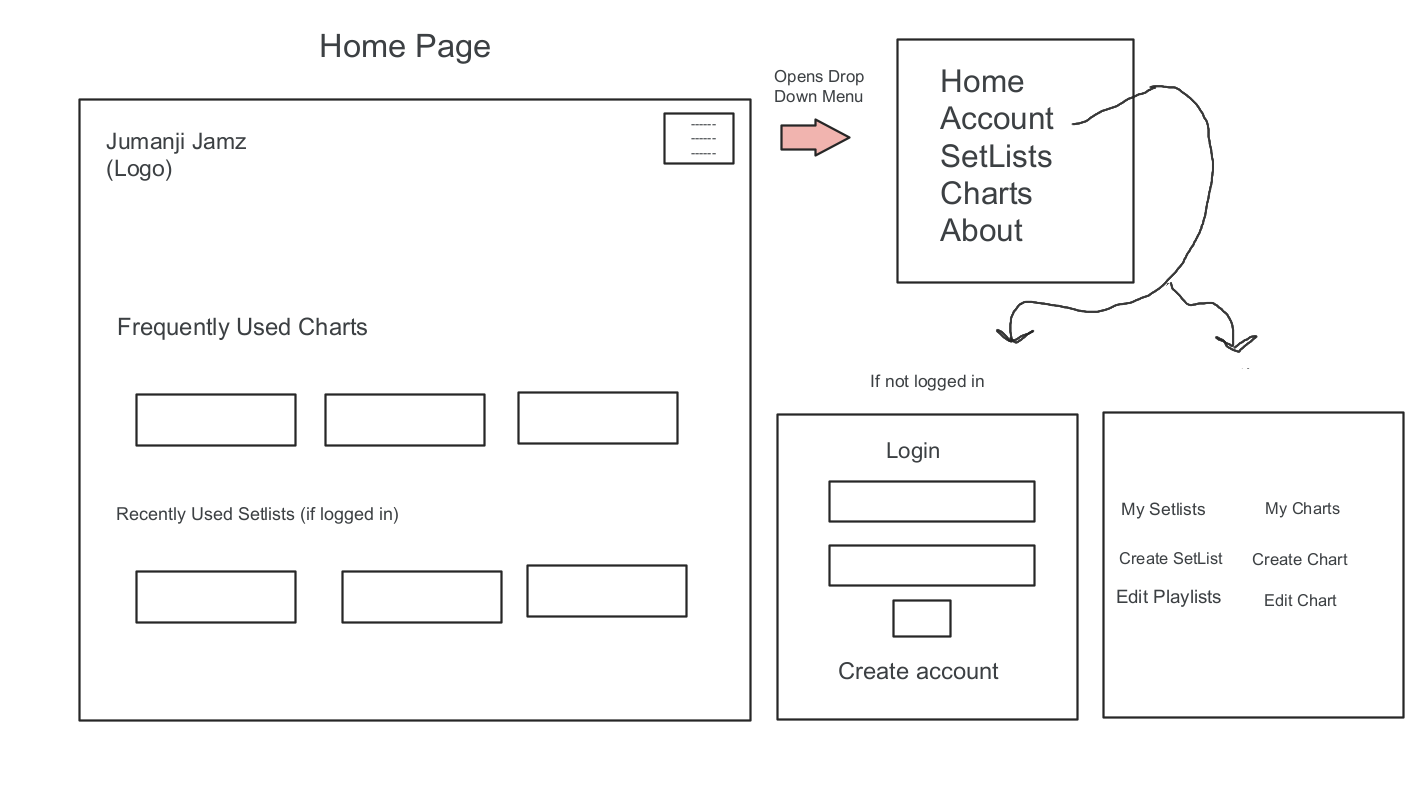 Home Page
Jumanji Jamz
(Logo)
Frequently Used Charts
Recently Used Setlists (if logged in)
Opens Drop
Down Menu
Home
Account
SetLists
Charts
About
If not logged in
Login
Create account
My Setlists My Charts
Create SetList Create Chart
Edit Playlists Edit Chart